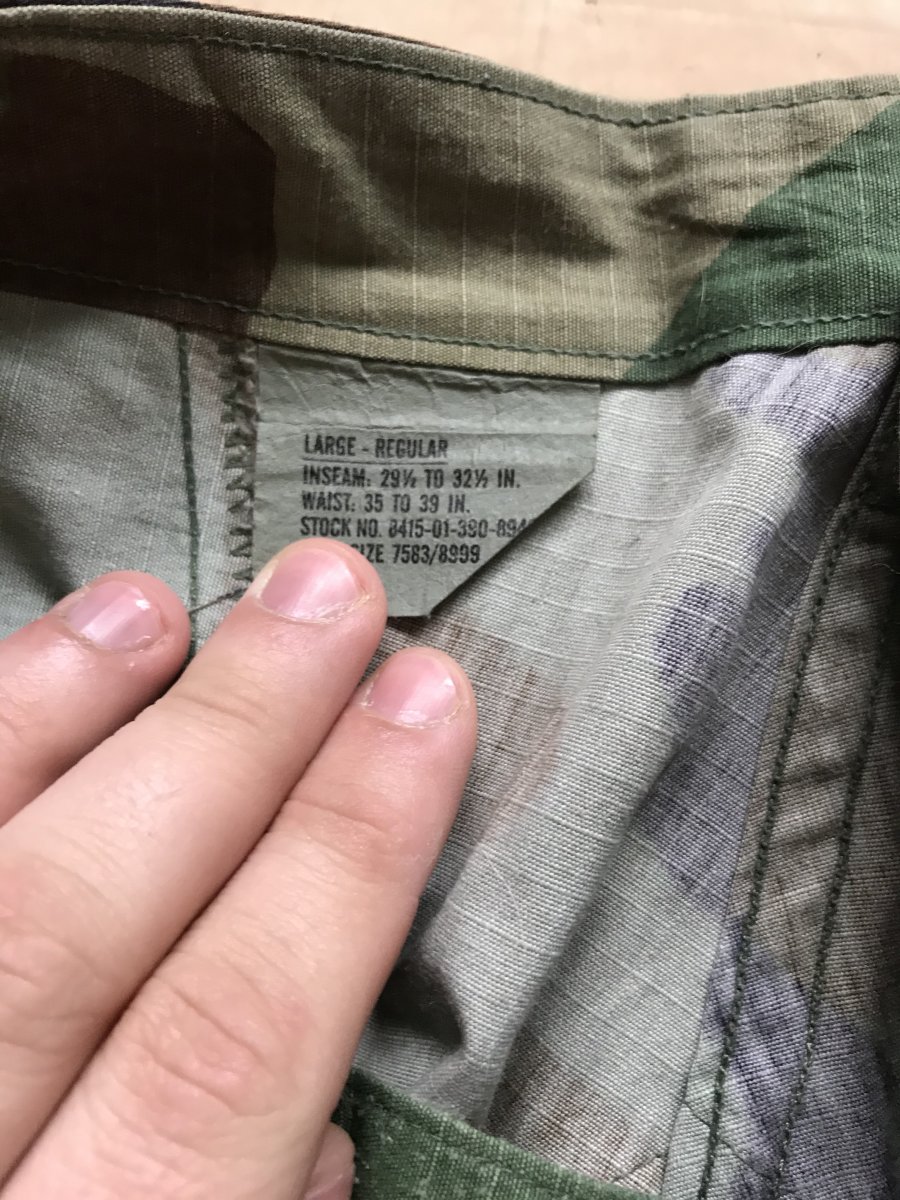 LARGE - REGULAR
INSEAM: 29½ TO 32½ IN.
WAIST: 35 TO 39 IN.
STOCK NO. 8415-01-390-894
IZE 7583/8999